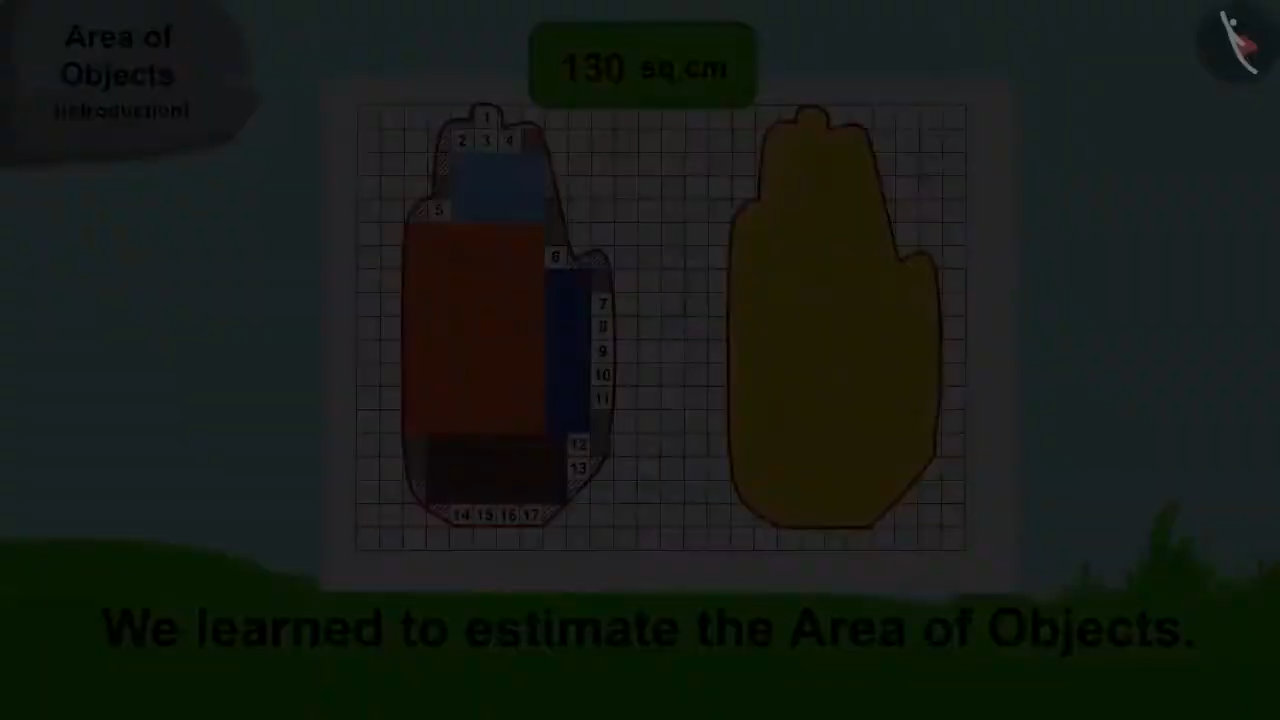 Area of
Objects
(Introduction)
130 sq.cm
1
2 3 4
5
6
7
8
9
10
11
12
13
14 15 16 17
We learned to estimate the Area of Objects.